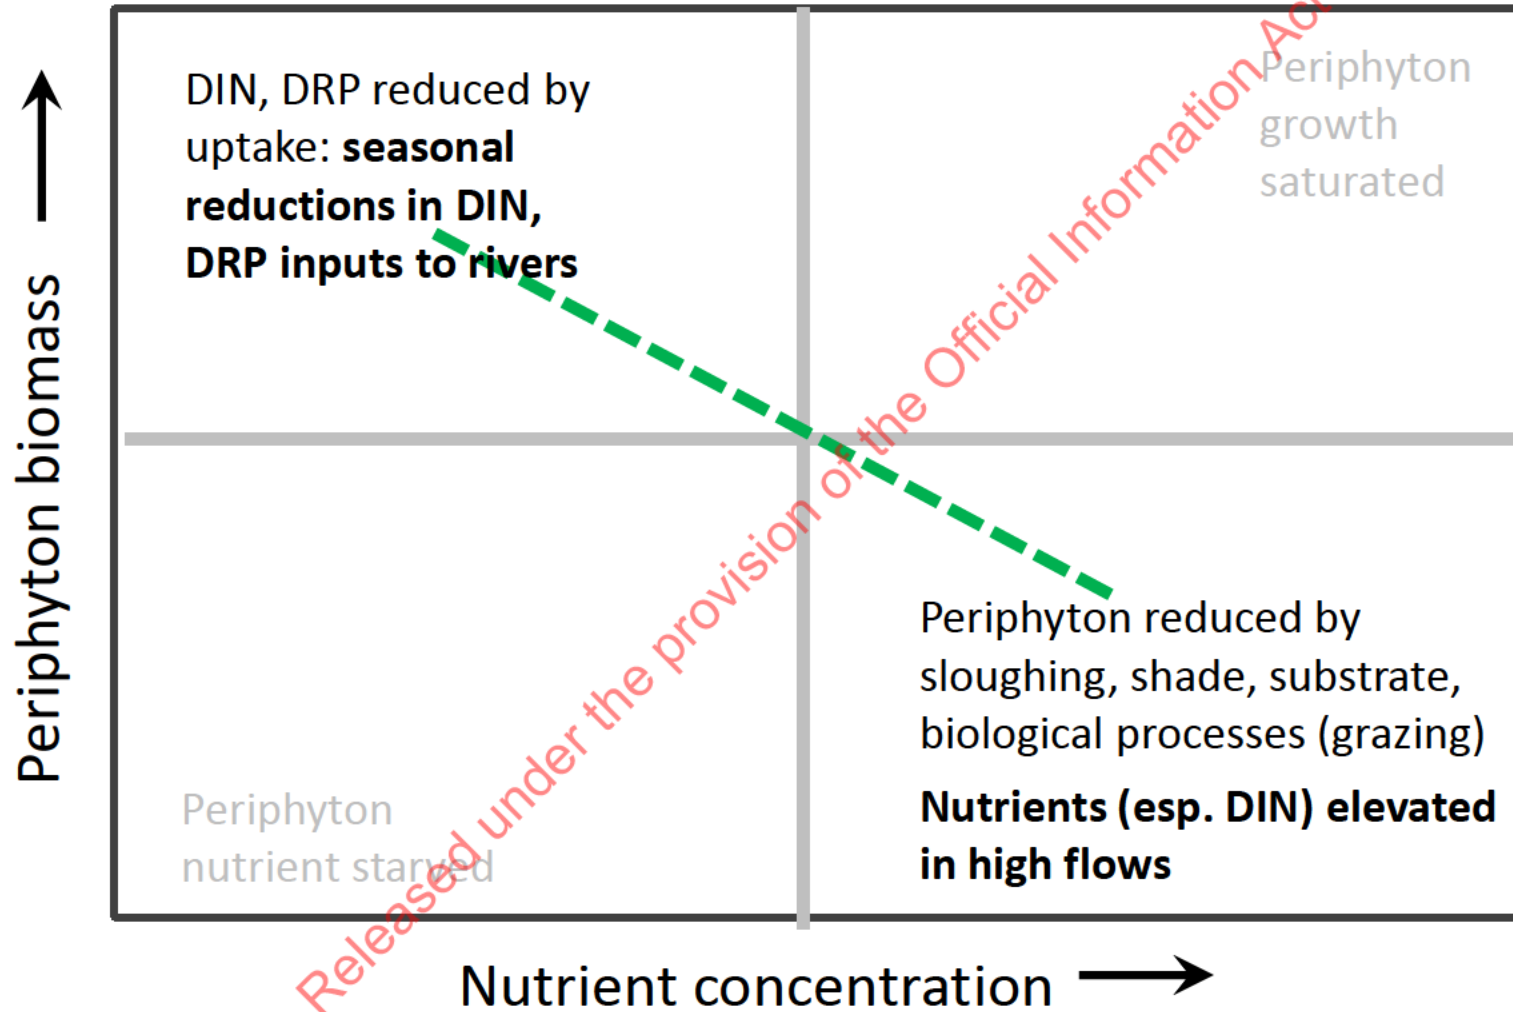 DIN, DRP reduced by
uptake: seasonal
reductions in DIN,
DRP inputs to rivers
Periphyton
growth
saturated
Periphyton biomass
Periphyton
nutrient starved
Periphyton reduced by
sloughing, shade, substrate,
biological processes (grazing)
Nutrients (esp. DIN) elevated
in high flows
Nutrient concentration
Released under the provision of the Official Information Act